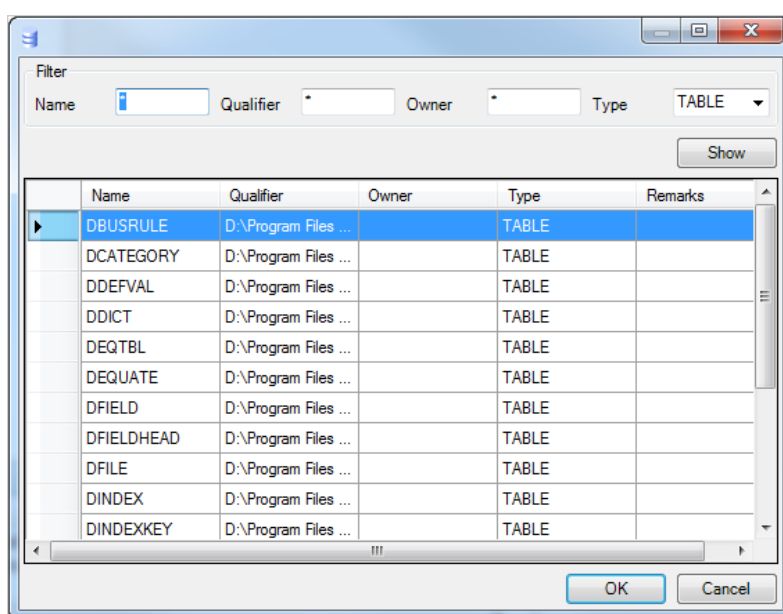 Filter
Name * Qualifier * Owner * Type TABLE
Show
Name Qualifier Owner Type Remarks
DBUSRULE D:\Program Files ... TABLE
DCATEGORY D:\Program Files ... TABLE
DDEFVAL D:\Program Files ... TABLE
DDICT D:\Program Files ... TABLE
DEQTBL D:\Program Files ... TABLE
DEQUATE D:\Program Files ... TABLE
DFIELD D:\Program Files ... TABLE
DFIELDHEAD D:\Program Files ... TABLE
DFILE D:\Program Files ... TABLE
DINDEX D:\Program Files ... TABLE
DINDEXKEY D:\Program Files ... TABLE
OK Cancel